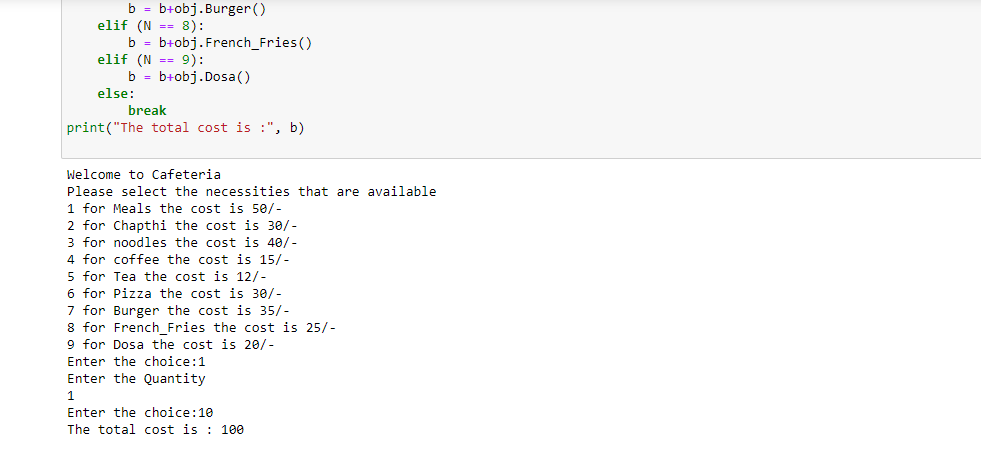 b = b+obj.Burger()
elif (N == 8):
b = b+obj.French_Fries()
elif (N == 9):
b = b+obj.Dosa()
else:
break
print("The total cost is :", b)
Welcome to Cafeteria
Please select the necessities that are available
1 for Meals the cost is 50/-
2 for Chapthi the cost is 30/-
3 for noodles the cost is 40/-
4 for coffee the cost is 15/-
5 for Tea the cost is 12/-
6 for Pizza the cost is 30/-
7 for Burger the cost is 35/-
8 for French_Fries the cost is 25/-
9 for Dosa the cost is 20/-
Enter the choice:1
Enter the Quantity
1
Enter the choice:10
The total cost is : 100